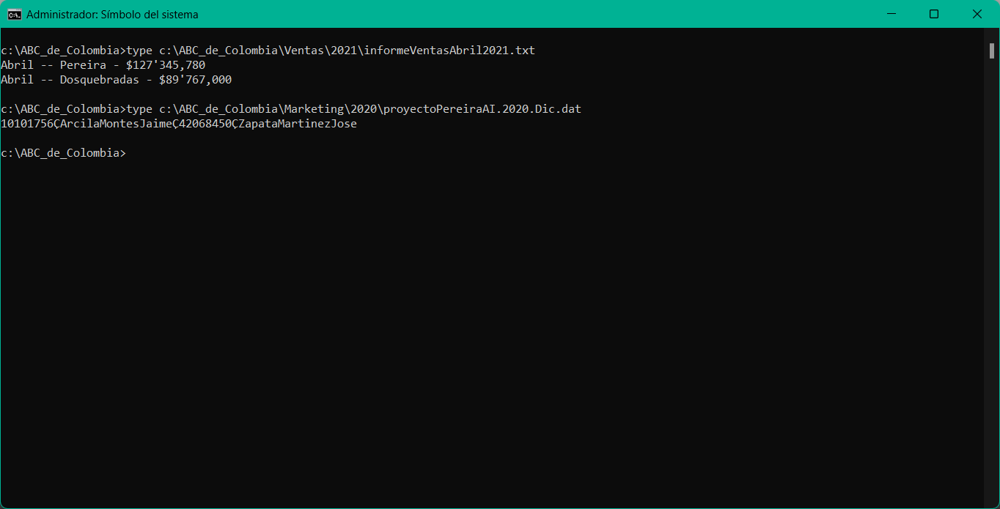 Administrador: Símbolo del sistema
c:\ABC_de_Colombia>type c:\ABC_de_Colombia\Ventas\2021\informeVentasAbril2021.txt
Abril -- Pereira - $127'345,780
Abril -- Dosquebradas - $89'767,000
c:\ABC_de_Colombia>type c:\ABC_de_Colombia\Marketing\2020\proyectoPereiraAI.2020.Dic.dat
10101756ÇArcilaMontesJaimeÇ42068450ÇZapataMartinezJose
c:\ABC_de_Colombia>